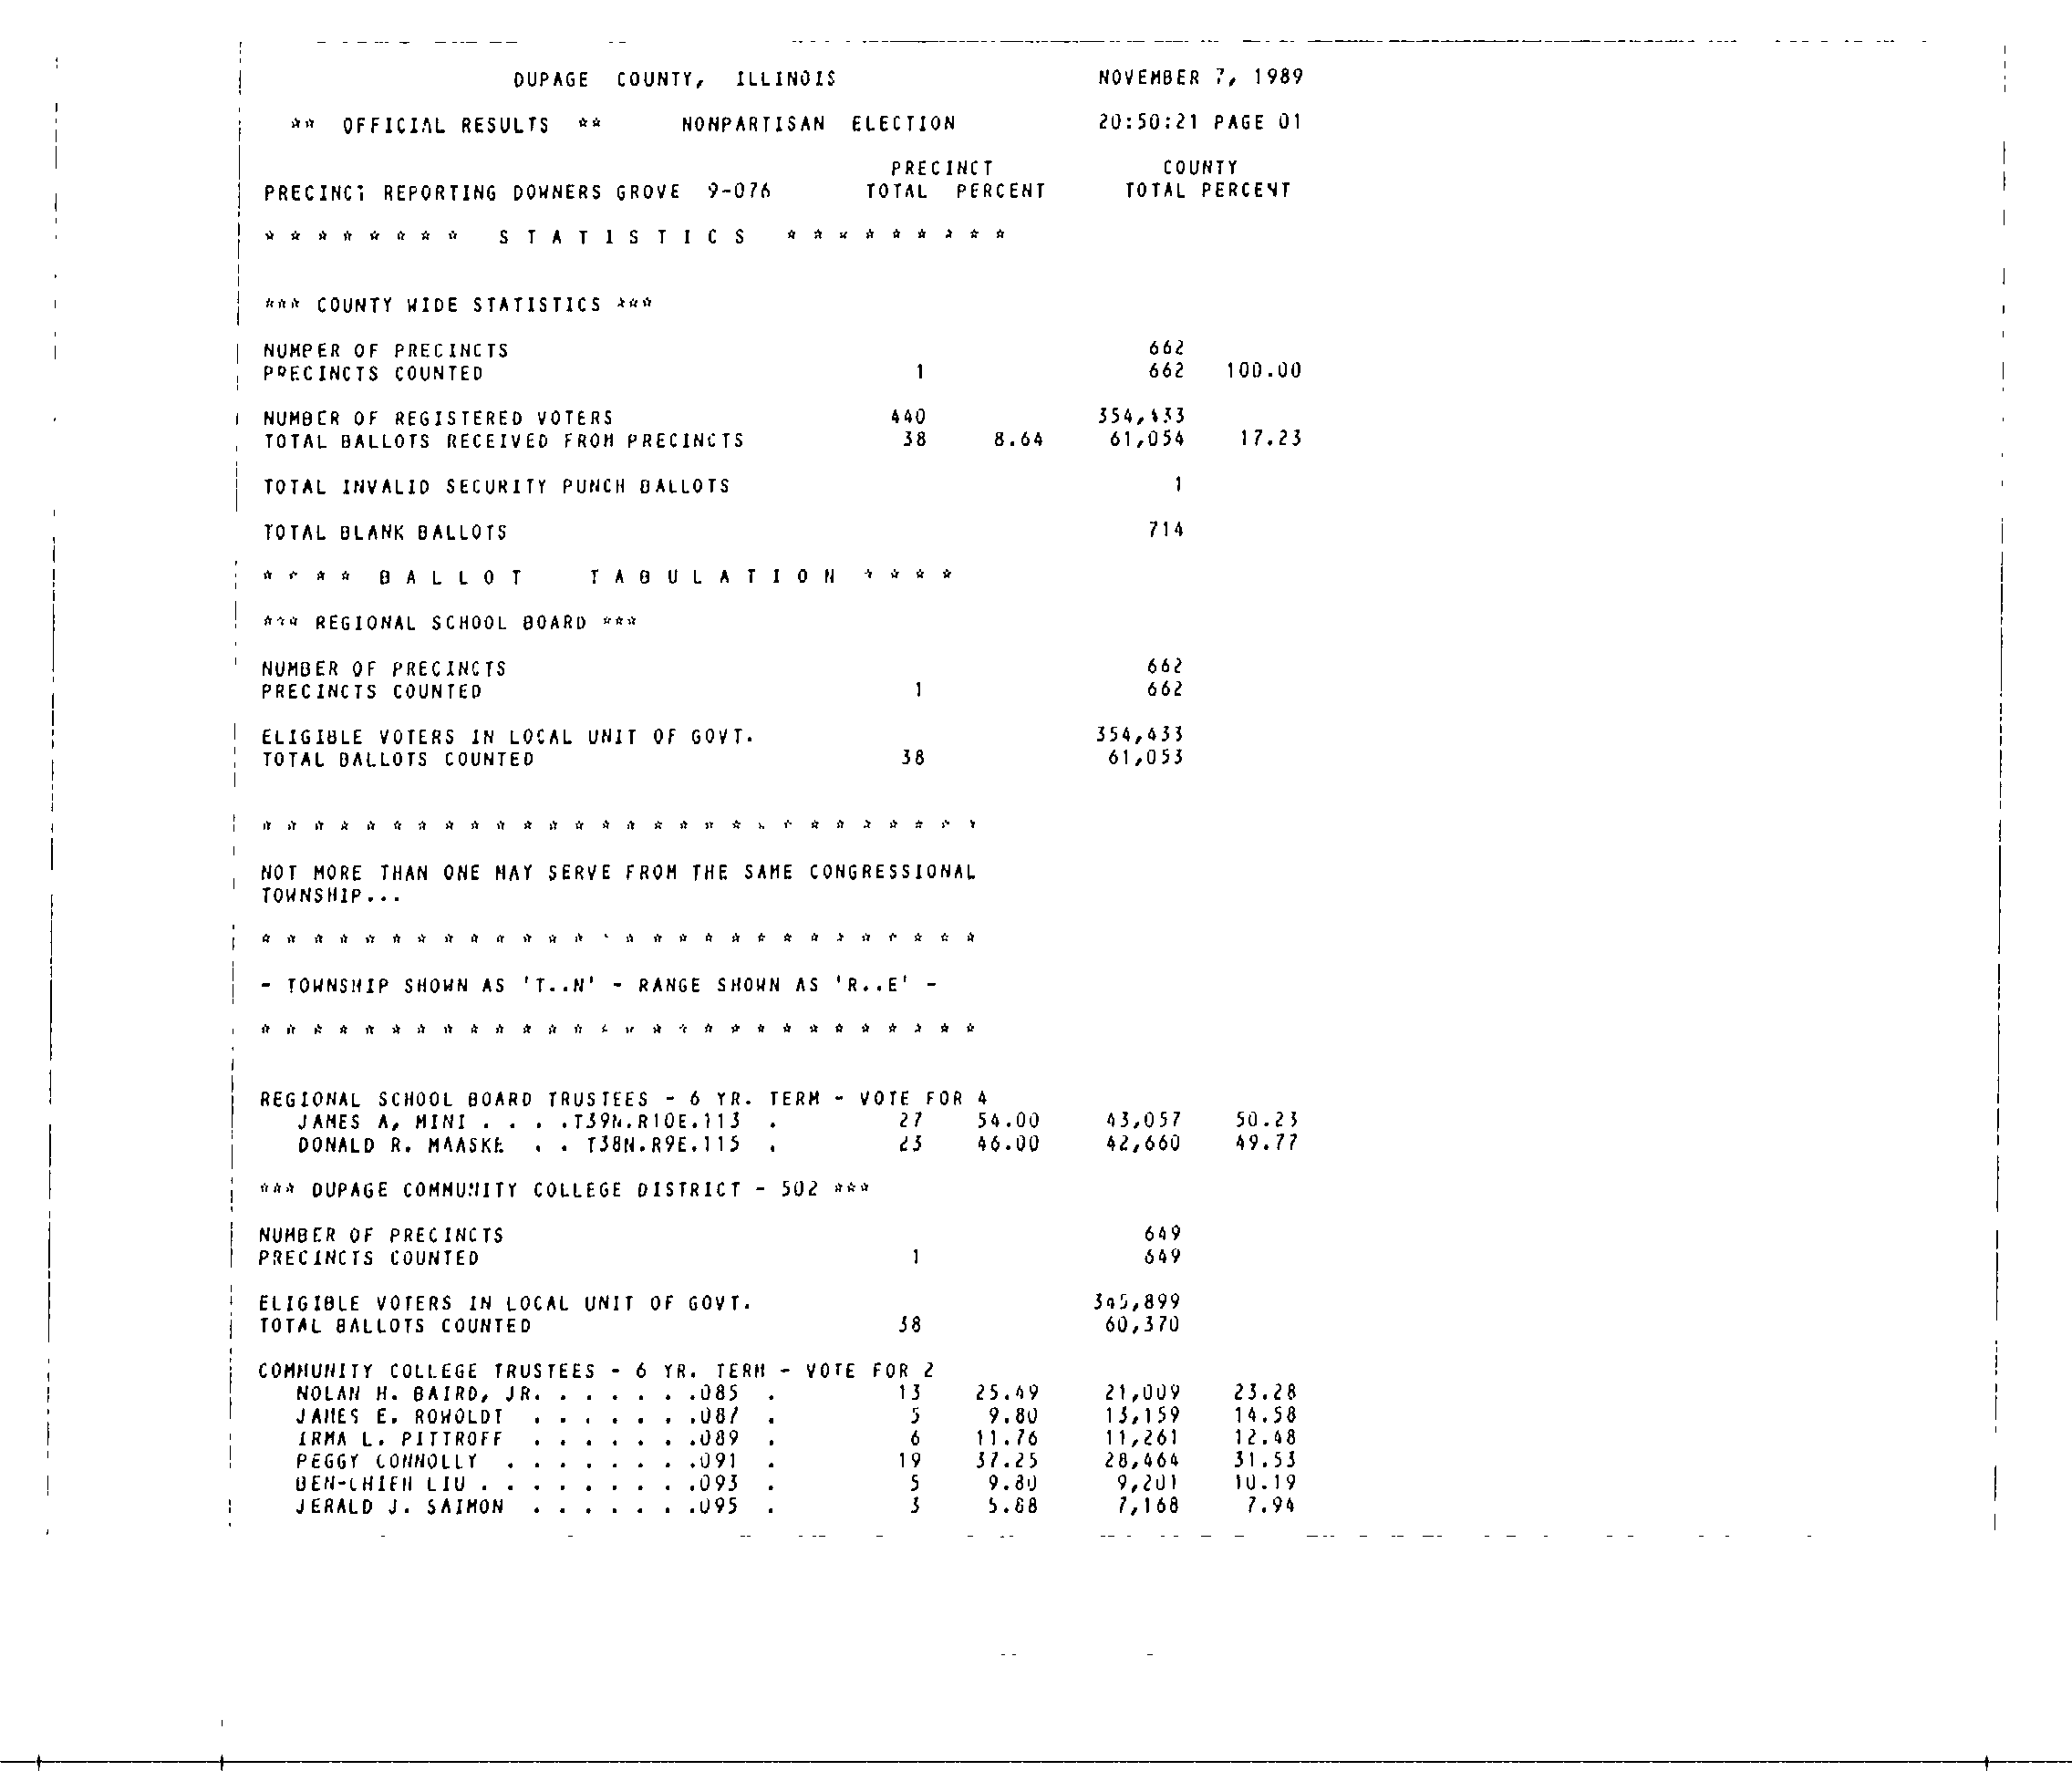 DUPAGE COUNTY, ILLINOIS NOVEMBER 7, 1989
** OFFICIAL RESULTS ** NONPARTISAN ELECTION 20:50:21 PAGE 01
PRECINCT COUNTY
PRECINCT REPORTING DOWNERS GROVE 9-076 TOTAL PERCENT TOTAL PERCENT
* * * * * * * * S T A T I S T I C S * * * * * * * * *
*** COUNTY WIDE STATISTICS ***
NUMBER OF PRECINCTS 662
PRECINCTS COUNTED 1 662 100.00
NUMBER OF REGISTERED VOTERS 440 354,433
TOTAL BALLOTS RECEIVED FROM PRECINCTS 38 8.64 61,054 17.23
TOTAL INVALID SECURITY PUNCH BALLOTS 1
TOTAL BLANK BALLOTS 714
* * * * B A L L O T T A B U L A T I O N * * * *
*** REGIONAL SCHOOL BOARD ***
NUMBER OF PRECINCTS 662
PRECINCTS COUNTED 1 662
ELIGIBLE VOTERS IN LOCAL UNIT OF GOVT. 354,433
TOTAL BALLOTS COUNTED 38 61,053
* * * * * * * * * * * * * * * * * * * * * * * * * * * *
NOT MORE THAN ONE MAY SERVE FROM THE SAME CONGRESSIONAL
TOWNSHIP...
* * * * * * * * * * * * * * * * * * * * * * * * * * * *
- TOWNSHIP SHOWN AS 'T..N' - RANGE SHOWN AS 'R..E' -
* * * * * * * * * * * * * * * * * * * * * * * * * * * *
REGIONAL SCHOOL BOARD TRUSTEES - 6 YR. TERM - VOTE FOR 4
JAMES A, MINI . . . .T39N.R10E.113 . 27 54.00 43,057 50.23
DONALD R. MAASKE . . T38N.R9E.115 . 23 46.00 42,660 49.77
*** DUPAGE COMMUNITY COLLEGE DISTRICT - 502 ***
NUMBER OF PRECINCTS 649
PRECINCTS COUNTED 1 649
ELIGIBLE VOTERS IN LOCAL UNIT OF GOVT. 345,899
TOTAL BALLOTS COUNTED 38 60,370
COMMUNITY COLLEGE TRUSTEES - 6 YR. TERM - VOTE FOR 2
NOLAN H. BAIRD, JR. . . . . . .085 . 13 25.49 21,009 23.28
JAMES E. ROWOLDT . . . . . . .087 . 5 9.80 13,159 14.58
IRMA L. PITTROFF . . . . . . .089 . 6 11.76 11,261 12.48
PEGGY CONNOLLY . . . . . . . .091 . 19 37.25 28,464 31.53
BEN-CHIEH LIU . . . . . . . . .093 . 5 9.80 9,201 10.19
JERALD J. SAIMON . . . . . . .095 . 3 5.88 7,168 7.94